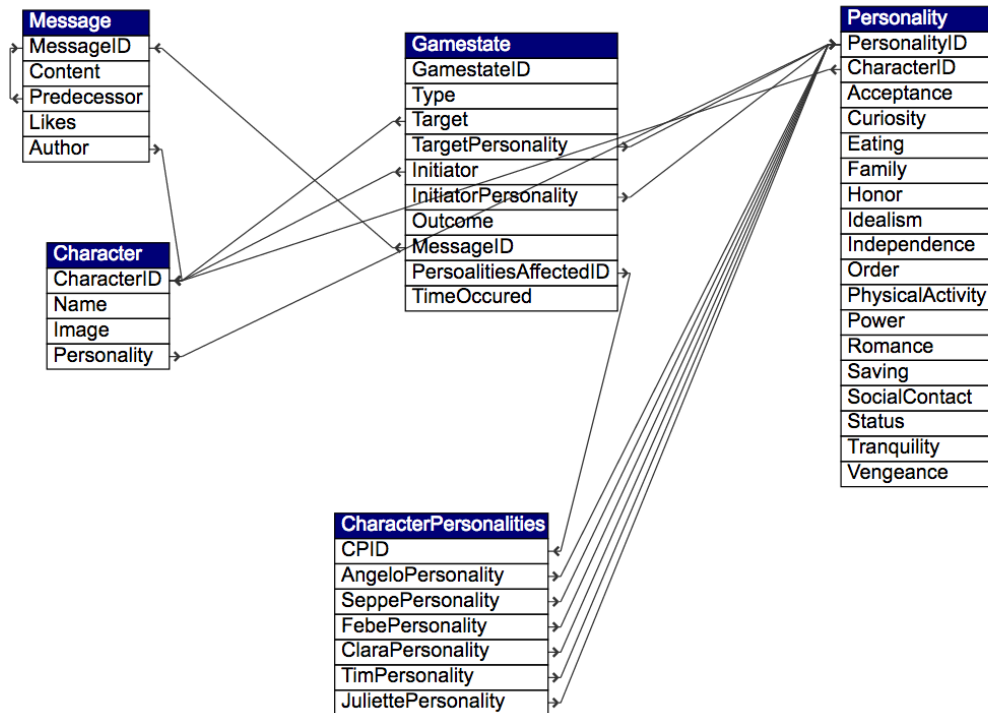 Message
MessageID
Content
Predecessor
Likes
Author
Character
CharacterID
Name
Image
Personality
Gamestate
GamestateID
Type
Target
TargetPersonality
Initiator
InitiatorPersonality
Outcome
MessageID
PersoalitiesAffectedID
TimeOccured
CharacterPersonalities
CPID
AngeloPersonality
SeppePersonality
FebePersonality
ClaraPersonality
TimPersonality
JuliettePersonality
Personality
PersonalityID
CharacterID
Acceptance
Curiosity
Eating
Family
Honor
Idealism
Independence
Order
PhysicalActivity
Power
Romance
Saving
SocialContact
Status
Tranquility
Vengeance